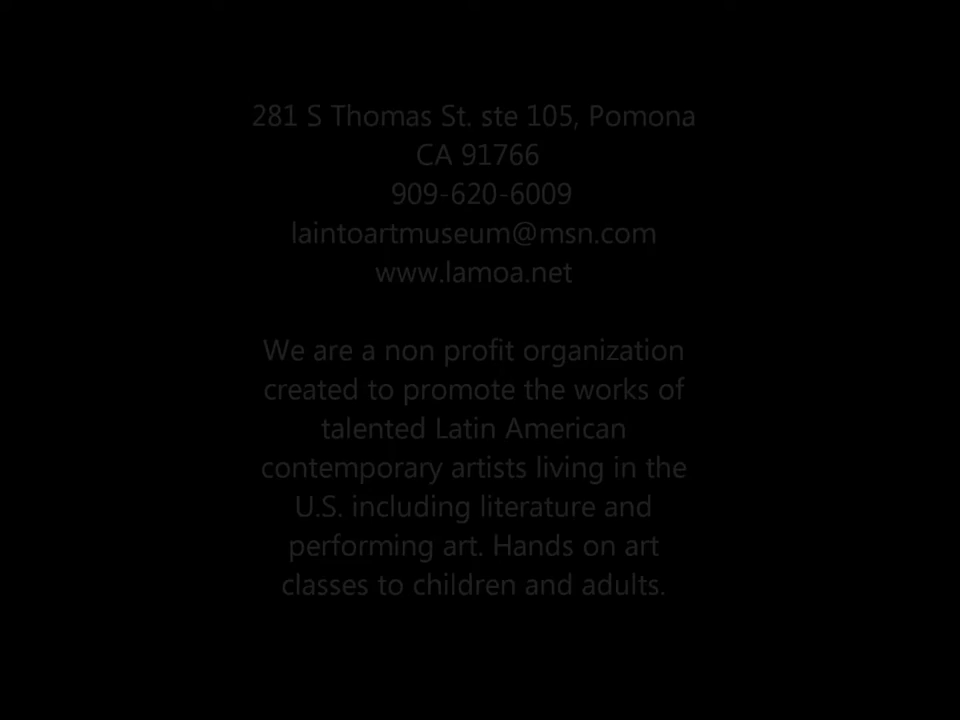 281 S Thomas St. ste 105, Pomona
CA 91766
909-620-6009
laintoartmuseum@msn.com
www.lamoa.net
We are a non profit organization
created to promote the works of
talented Latin American
contemporary artists living in the
U.S. including literature and
performing art. Hands on art
classes to children and adults.